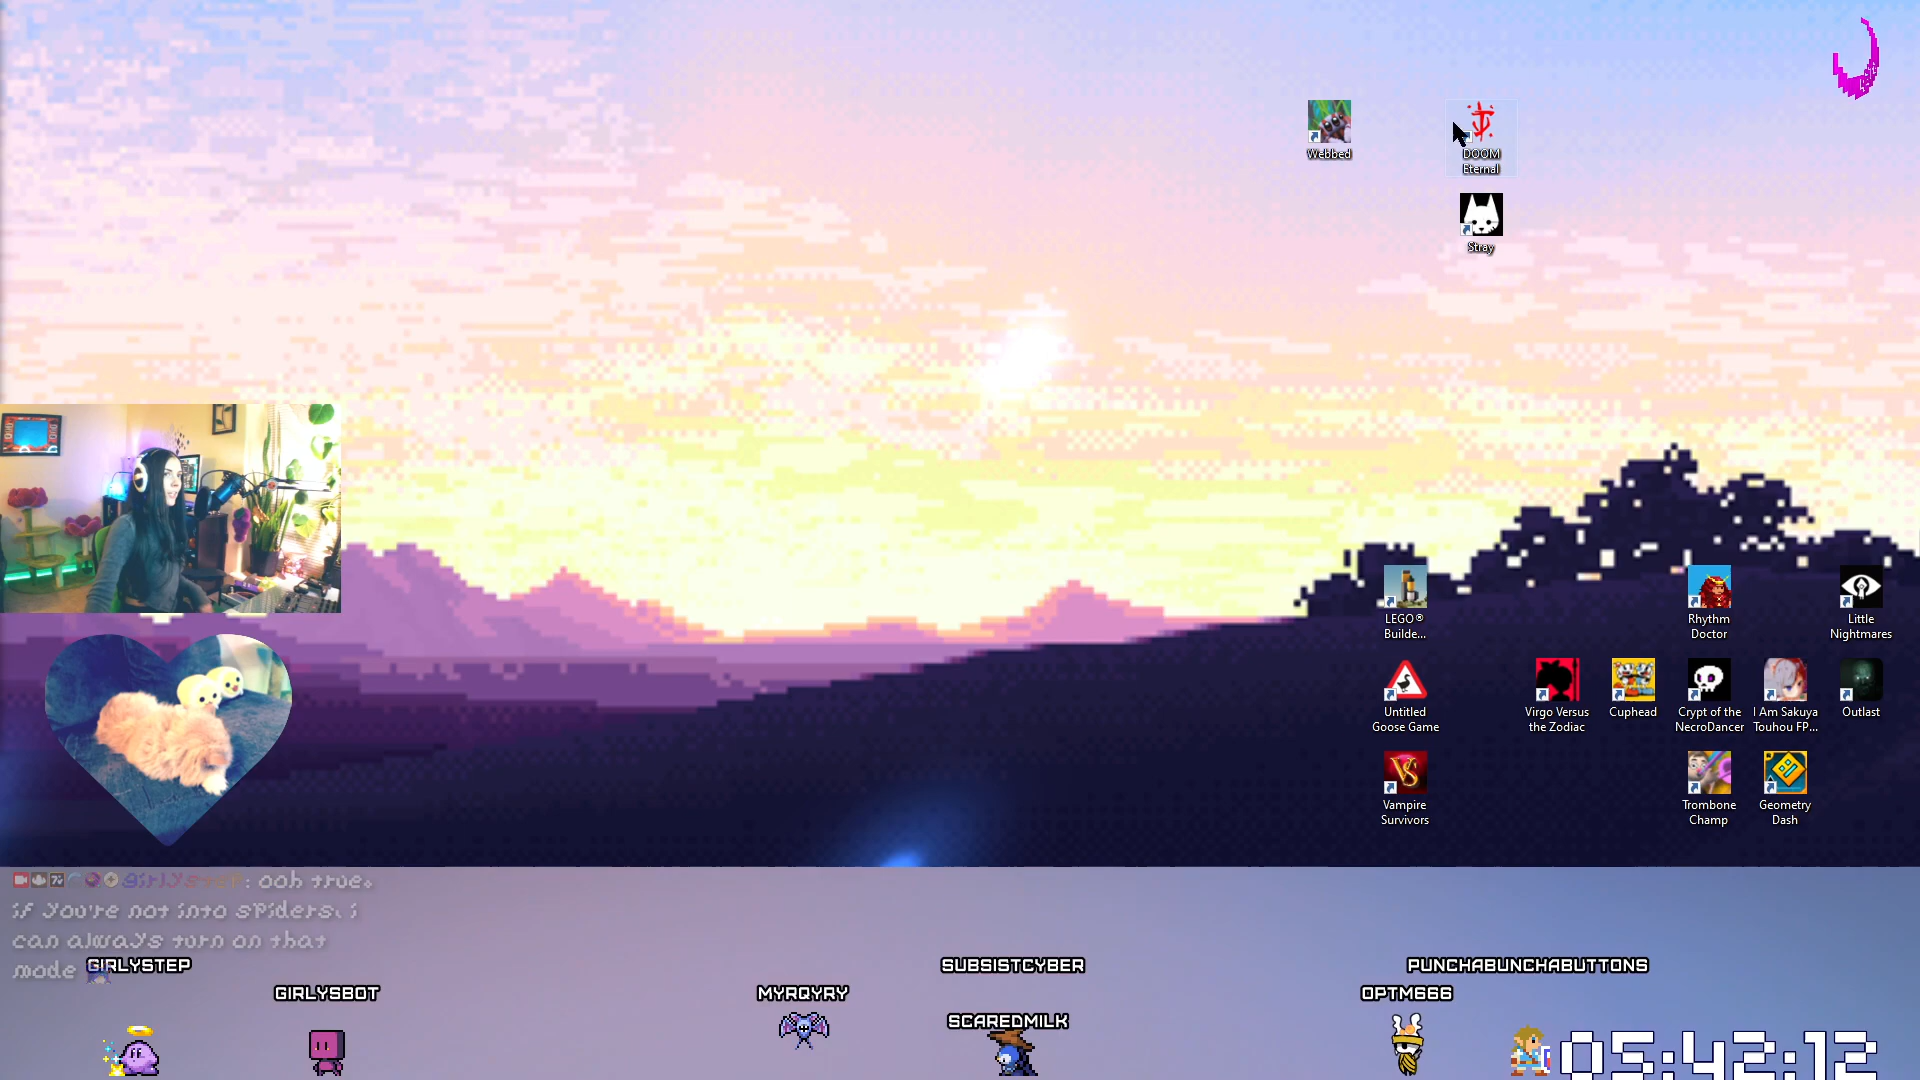 Webbed
DOOM
Eternal
Stray
LEGO®
Builde...
Rhythm
Doctor
Little
Nightmares
Untitled
Goose Game
Virgo Versus
the Zodiac
Cuphead
Crypt of the
NecroDancer
I Am Sakuya
Touhou FP...
Outlast
Vampire
Survivors
Trombone
Champ
Geometry
Dash
girlystep: ooh true.
if you're not into spiders, i
can always turn on that
mode
GIRLYSTEP
GIRLYSBOT
MYRQYRY
SUBSISTCYBER
SCAREDMILK
PUNCHABUNCHABUTTONS
OPTM666
05:42:12